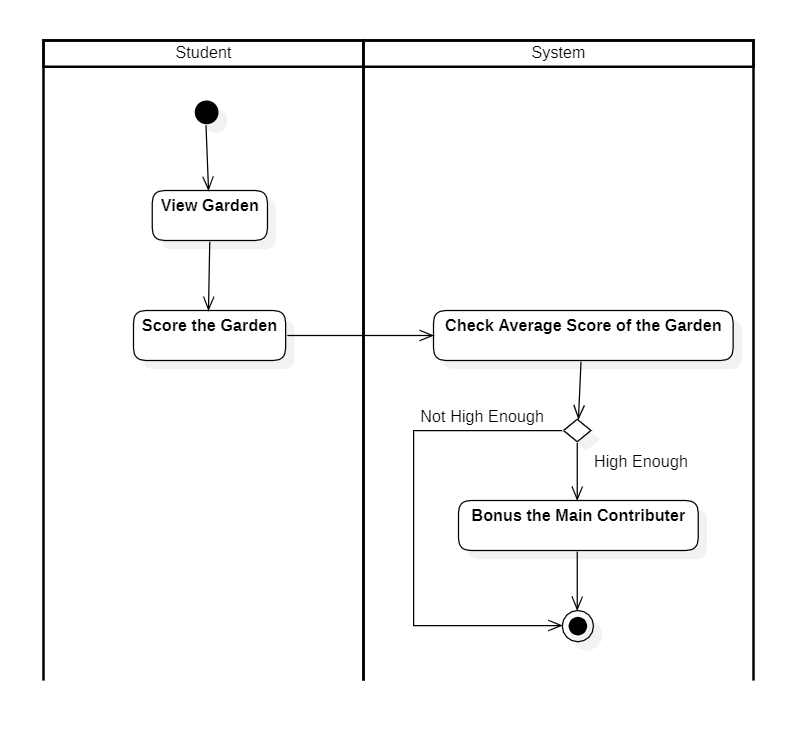 Student
System
View Garden
Score the Garden
Check Average Score of the Garden
Not High Enough
High Enough
Bonus the Main Contributer